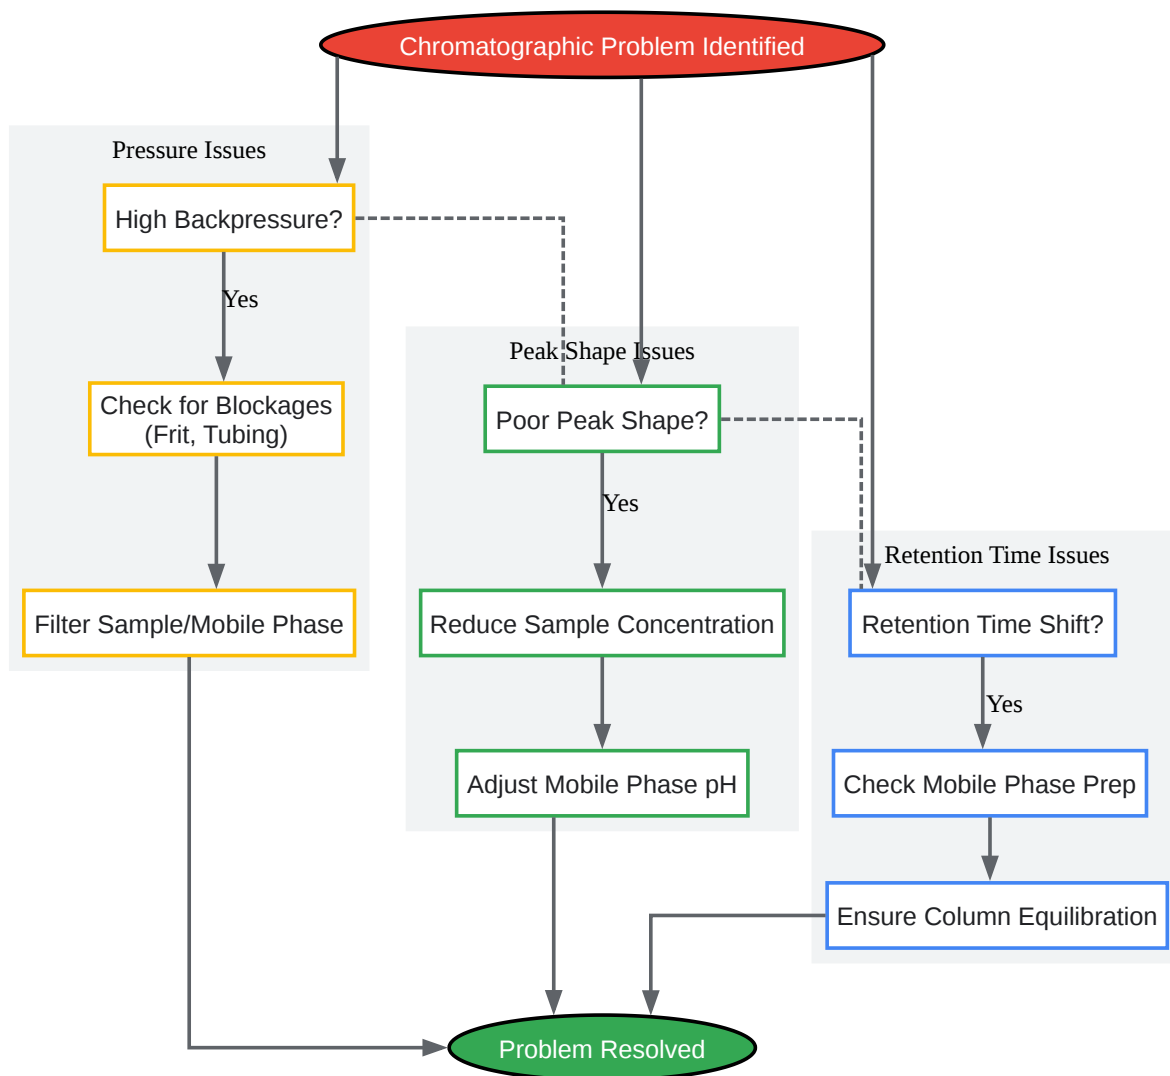 Chromatographic Problem Identified
Pressure Issues
High Backpressure?
Yes
Check for Blockages
(Frit, Tubing)
Filter Sample/Mobile Phase
Peak Shape Issues
Poor Peak Shape?
Yes
Reduce Sample Concentration
Adjust Mobile Phase pH
Retention Time Issues
Retention Time Shift?
Yes
Check Mobile Phase Prep
Ensure Column Equilibration
Problem Resolved